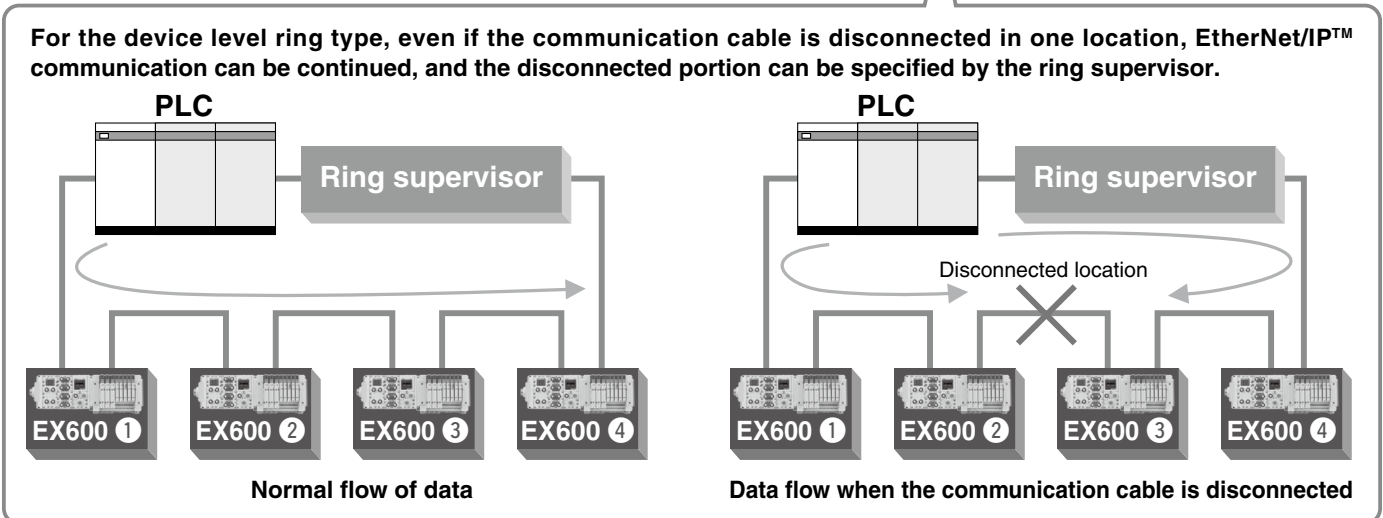 For the device level ring type, even if the communication cable is disconnected in one location, EtherNet/IP™
communication can be continued, and the disconnected portion can be specified by the ring supervisor.
PLC
Ring supervisor
EX600 ①
EX600 ②
EX600 ③
EX600 ④
Normal flow of data
PLC
Ring supervisor
Disconnected location
EX600 ①
EX600 ②
EX600 ③
EX600 ④
Data flow when the communication cable is disconnected